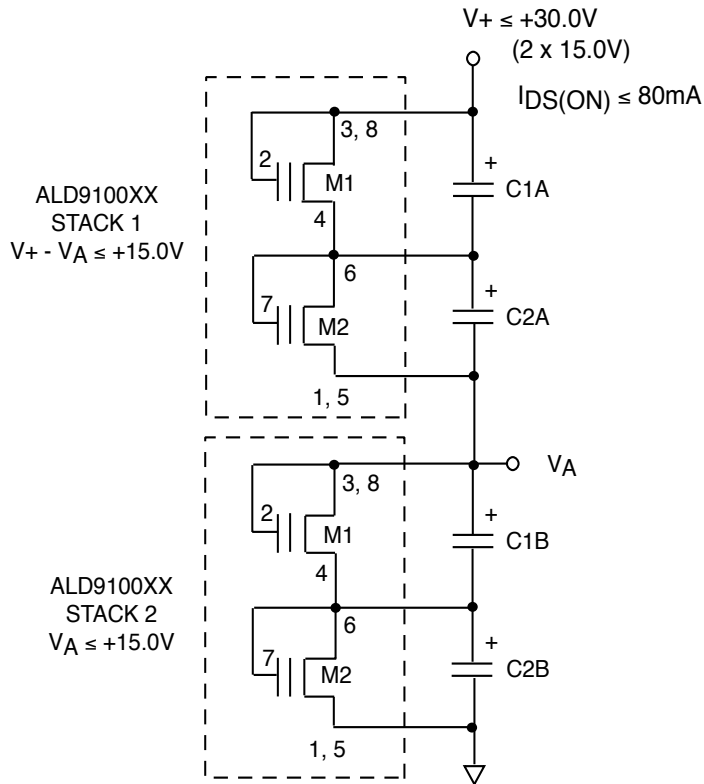 V+ ≤ +30.0V
(2 x 15.0V)
IDS(ON) ≤ 80mA
3, 8
+
2
M1
C1A
ALD9100XX
STACK 1
V+ - VA ≤ +15.0V
4
6
+
7
M2
C2A
1, 5
VA
3, 8
+
2
M1
C1B
4
ALD9100XX
STACK 2
VA ≤ +15.0V
6
+
7
M2
C2B
1, 5